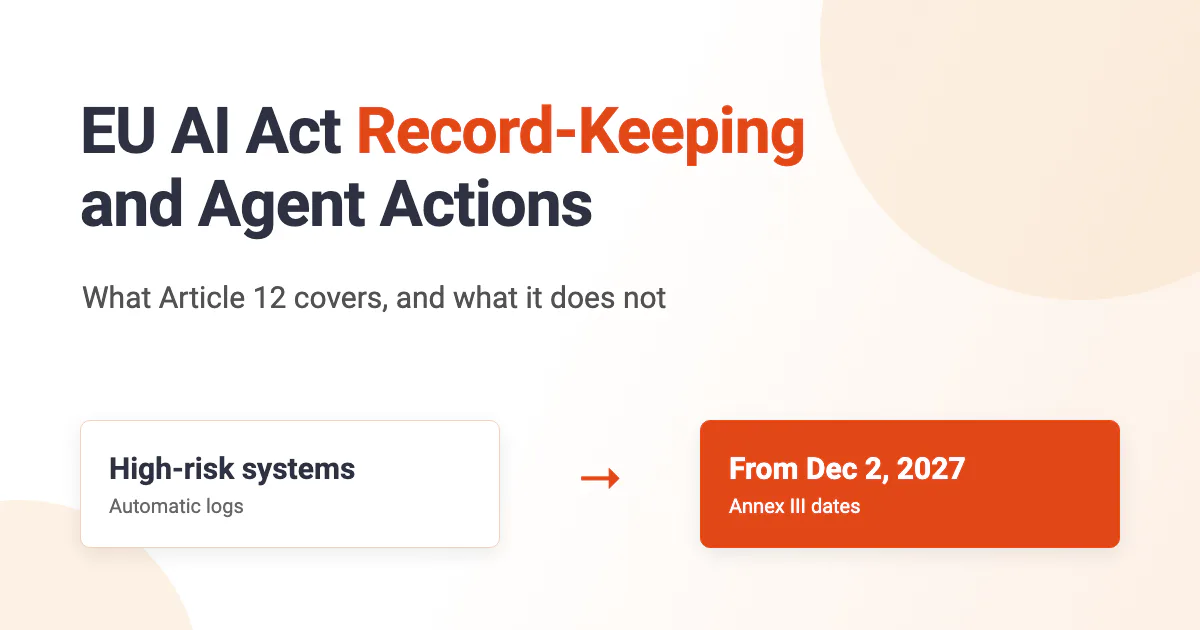 EU AI Act Record-Keeping
and Agent Actions
What Article 12 covers, and what it does not
High-risk systems
Automatic logs
→
From Dec 2, 2027
Annex III dates